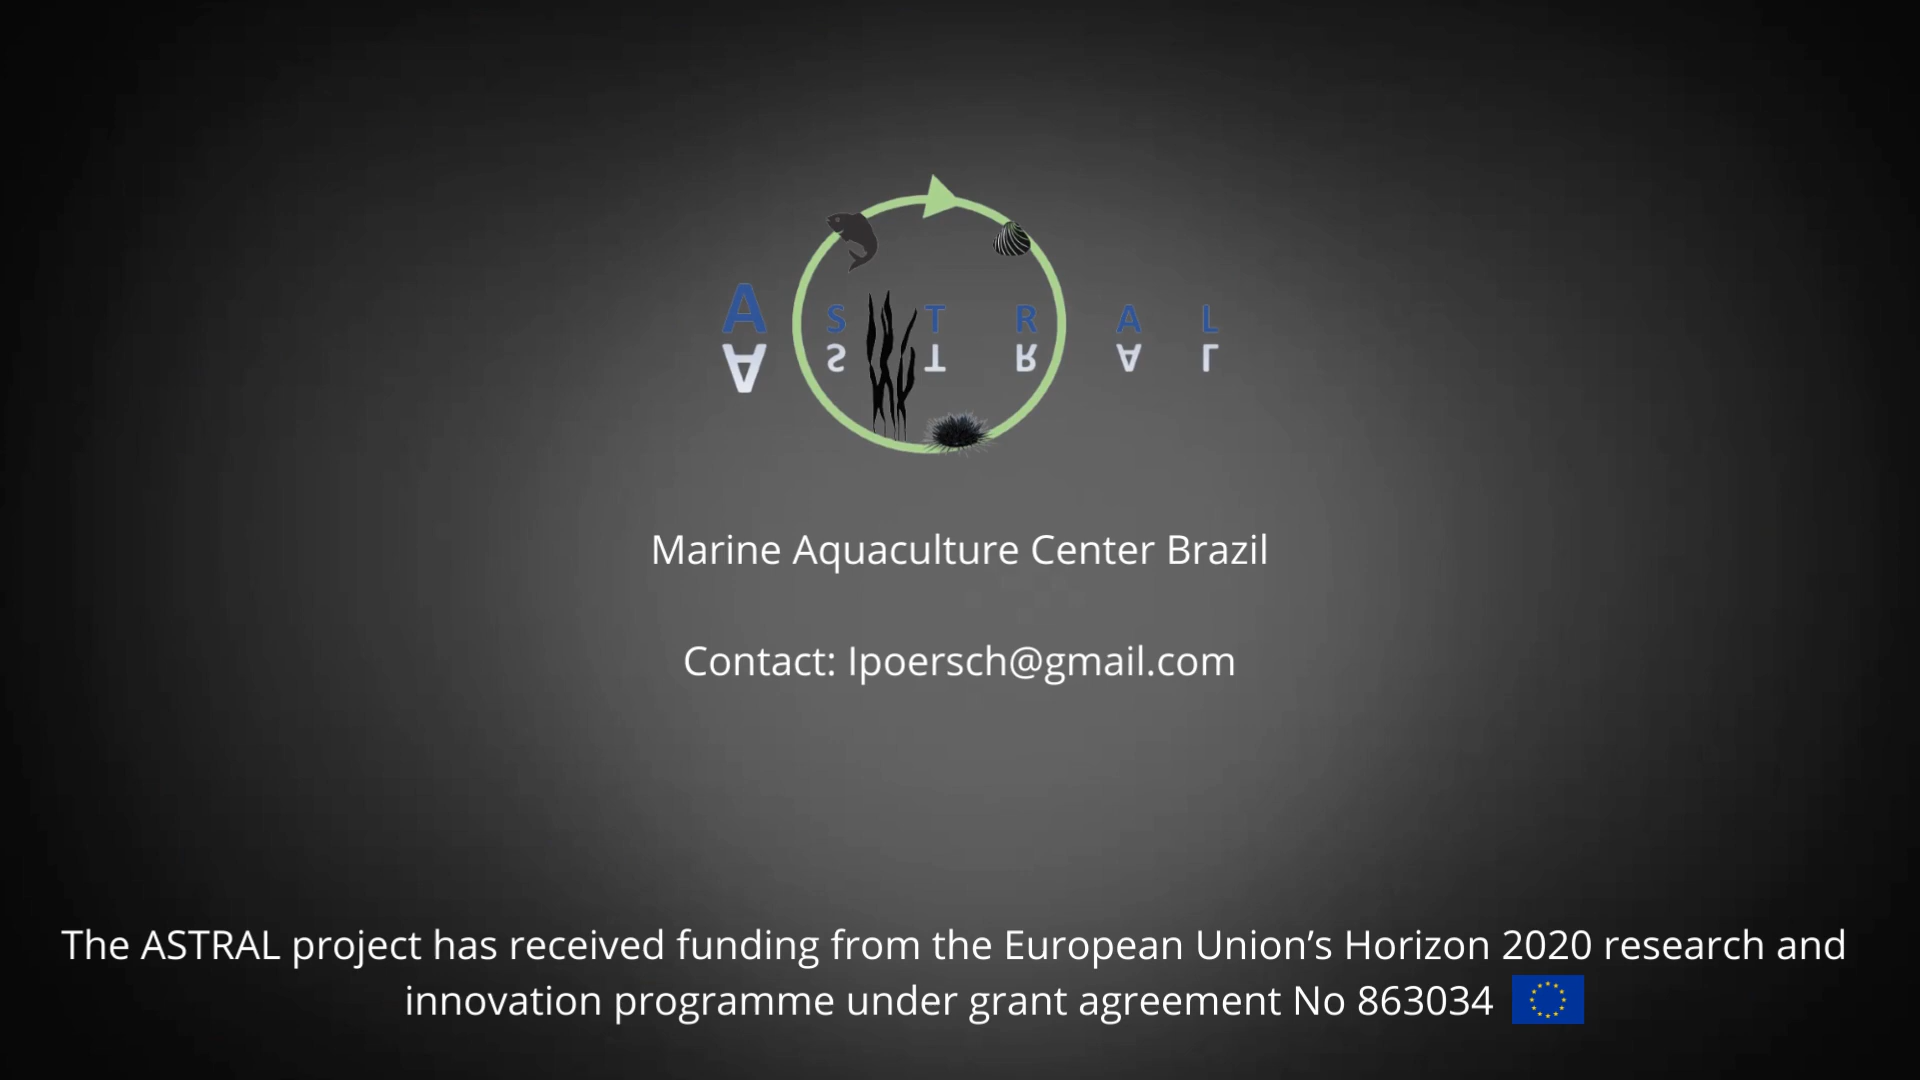 A S T R A L
Marine Aquaculture Center Brazil
Contact: lpoersch@gmail.com
The ASTRAL project has received funding from the European Union’s Horizon 2020 research and
innovation programme under grant agreement No 863034